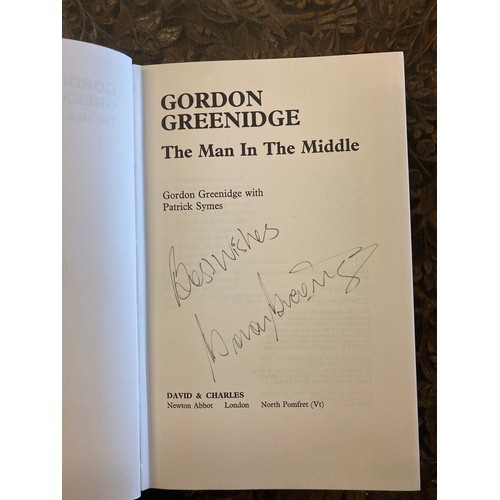 GORDON
GREENIDGE
The Man In The Middle
Gordon Greenidge with
Patrick Symes
Best wishes
DAVID & CHARLES
Newton Abbot London North Pomfret (Vt)